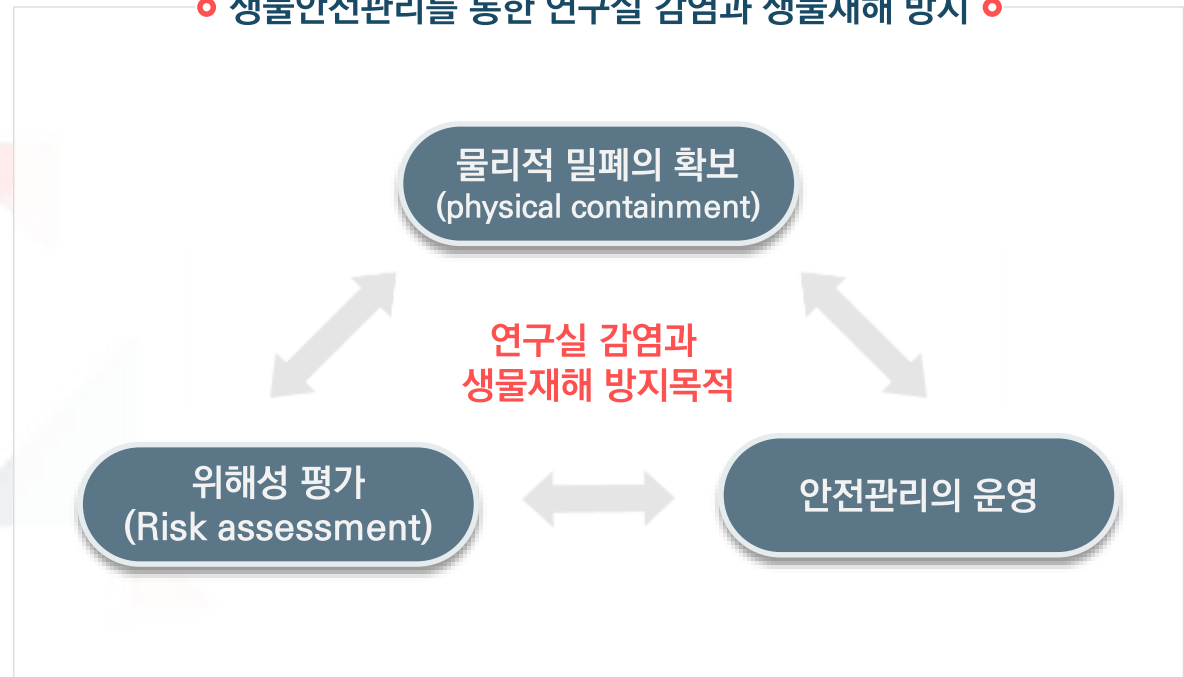 생물안전관리를 통한 연구실 감염과 생물재해 방지
물리적 밀폐의 확보
(physical containment)
연구실 감염과
생물재해 방지목적
위해성 평가
(Risk assessment)
안전관리의 운영